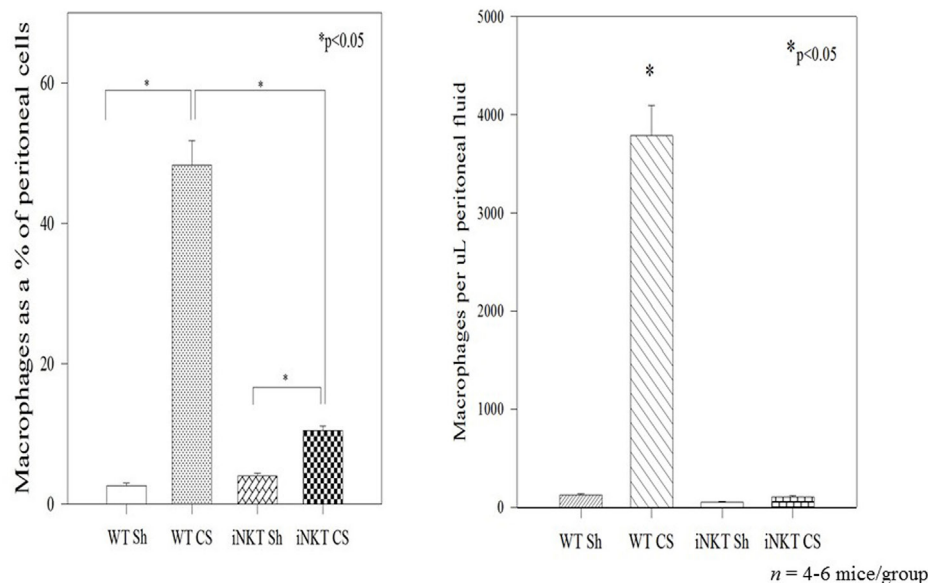 Macrophages as a % of peritoneal cells
60
40
20
0
*p<0.05
*
*
*
WT Sh
WT CS
iNKT Sh
iNKT CS
Macrophages per uL peritoneal fluid
5000
4000
3000
2000
1000
0
*
*p<0.05
WT Sh
WT CS
iNKT Sh
iNKT CS
n = 4-6 mice/group